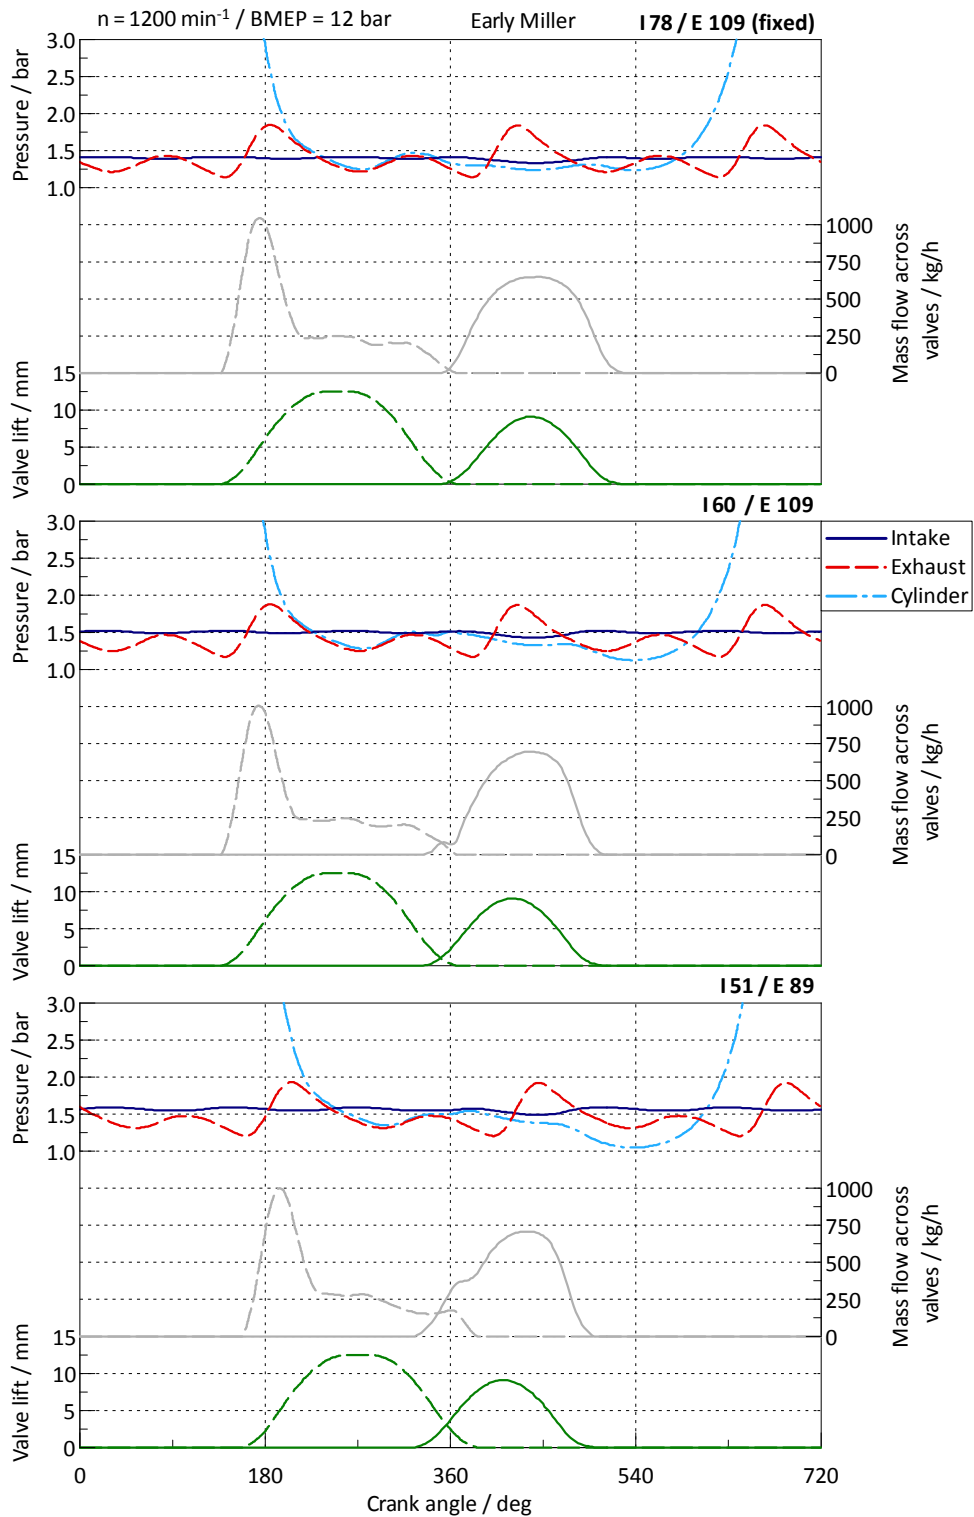 n = 1200 min⁻¹ / BMEP = 12 bar Early Miller I 78 / E 109 (fixed)
Pressure / bar
3.0
2.5
2.0
1.5
1.0
Mass flow across
valves / kg/h
1000
750
500
250
0
Valve lift / mm
15
10
5
0
I 60 / E 109
Intake
Exhaust
Cylinder
Pressure / bar
3.0
2.5
2.0
1.5
1.0
Mass flow across
valves / kg/h
1000
750
500
250
0
Valve lift / mm
15
10
5
0
I 51 / E 89
Pressure / bar
3.0
2.5
2.0
1.5
1.0
Mass flow across
valves / kg/h
1000
750
500
250
0
Valve lift / mm
15
10
5
0
0 180 360 540 720
Crank angle / deg